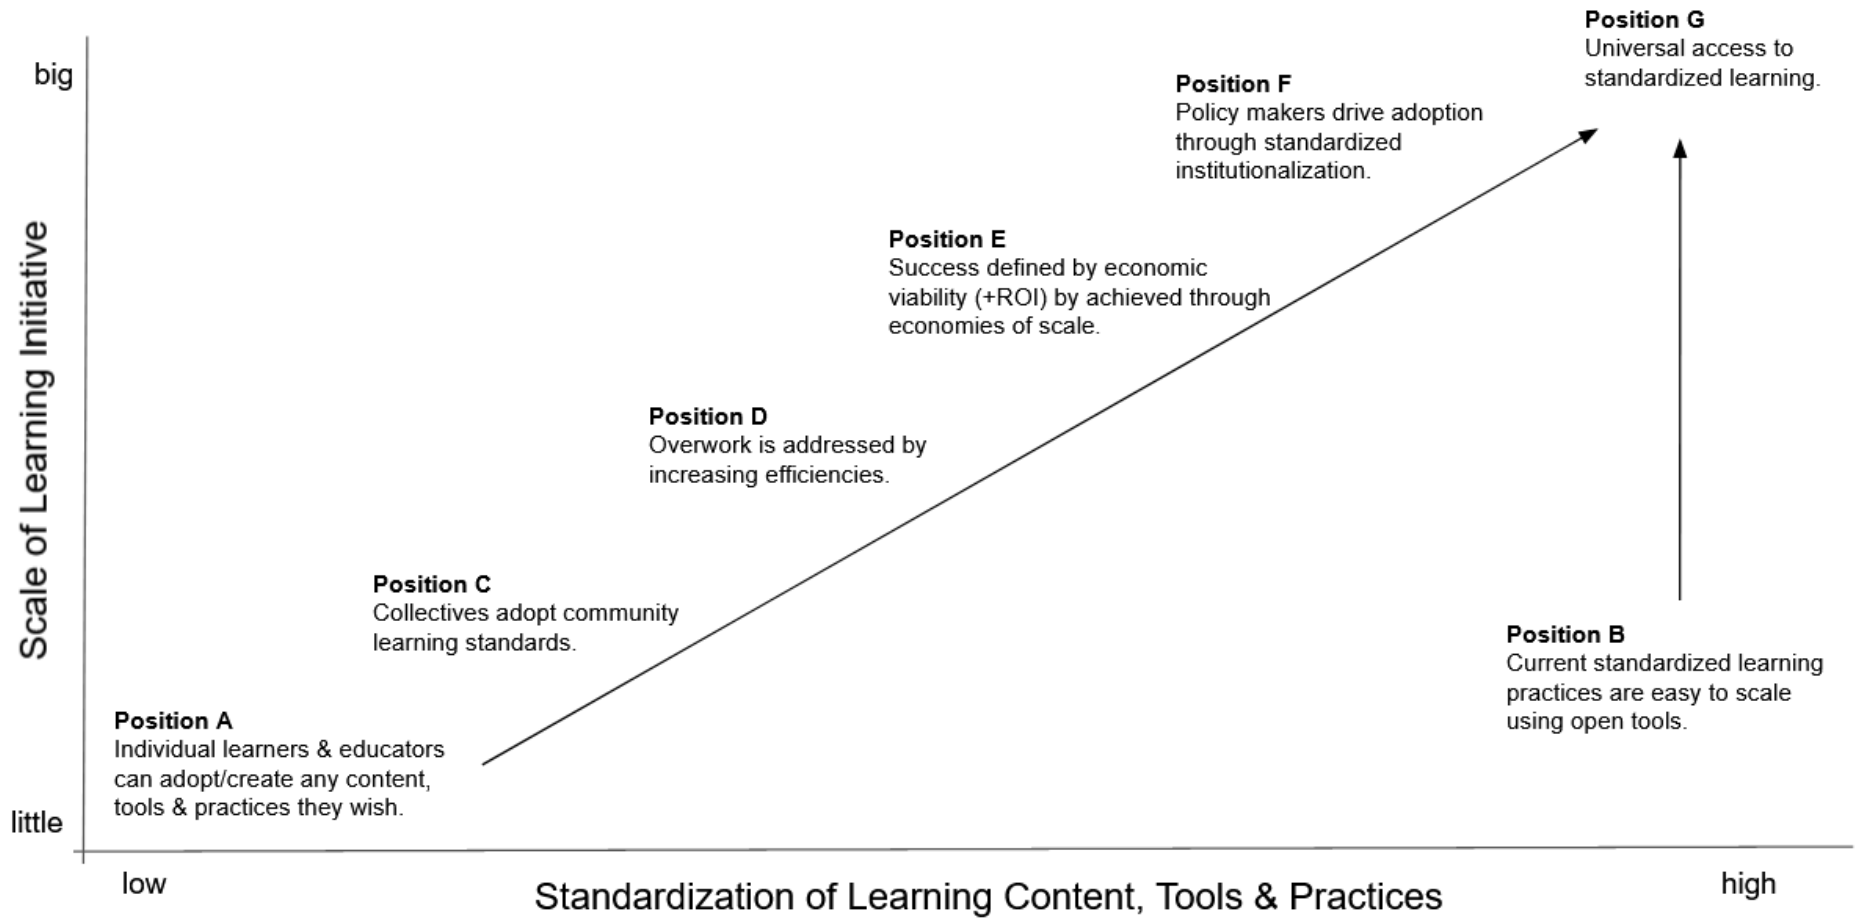 Position G
Universal access to
standardized learning.
big
Position F
Policy makers drive adoption
through standardized
institutionalization.
Position E
Success defined by economic
viability (+ROI) by achieved through
economies of scale.
Scale of Learning Initiative
Position D
Overwork is addressed by
increasing efficiencies.
Position C
Collectives adopt community
learning standards.
Position B
Current standardized learning
practices are easy to scale
using open tools.
Position A
Individual learners & educators
can adopt/create any content,
tools & practices they wish.
little
low
Standardization of Learning Content, Tools & Practices
high